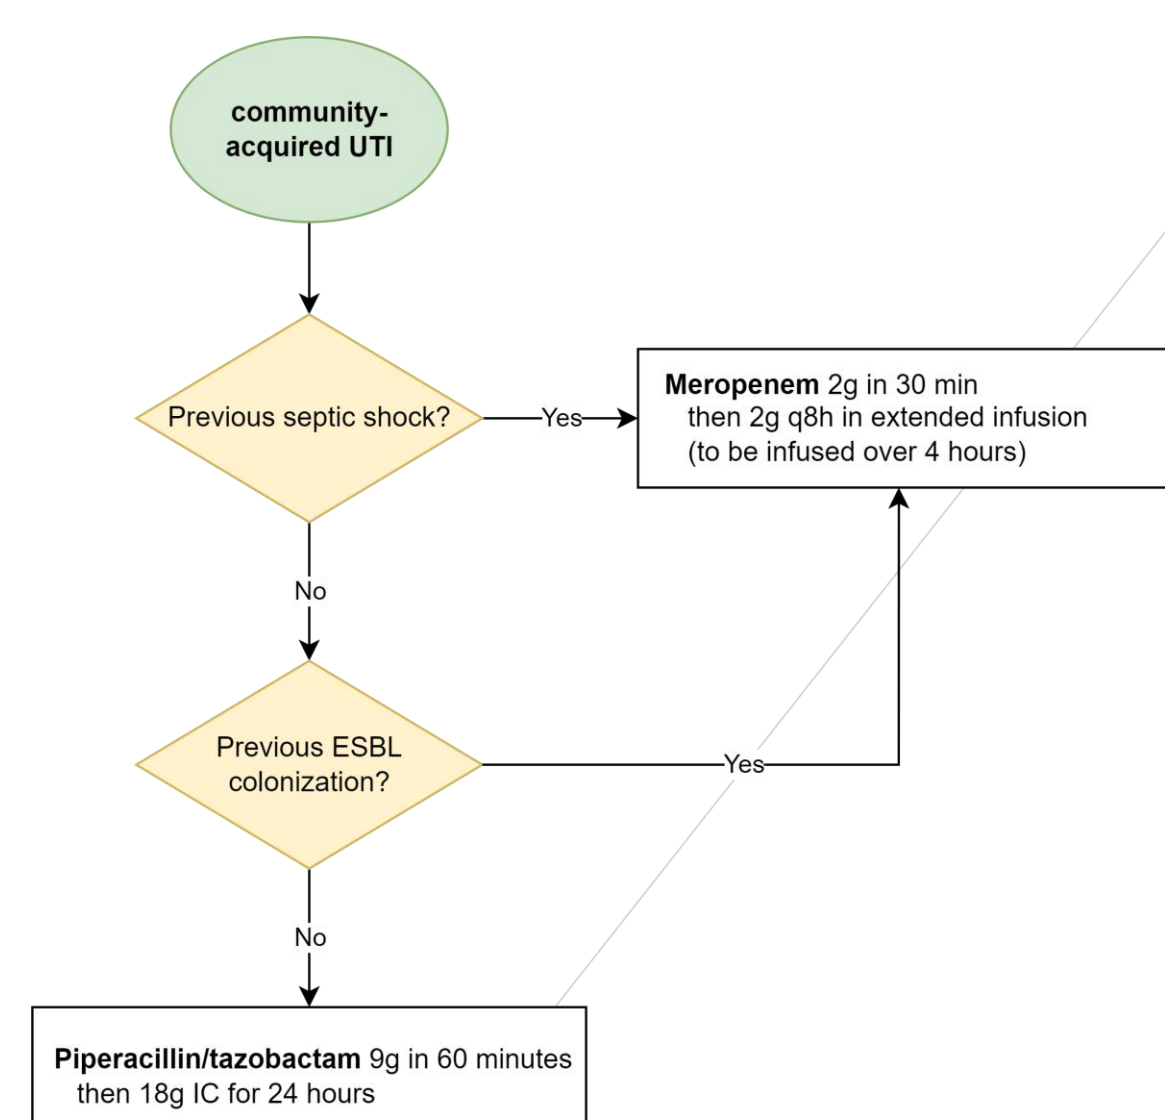 community-
acquired UTI
Previous septic shock?
Yes
Meropenem 2g in 30 min
then 2g q8h in extended infusion
(to be infused over 4 hours)
No
Previous ESBL
colonization?
Yes
No
Piperacillin/tazobactam 9g in 60 minutes
then 18g IC for 24 hours